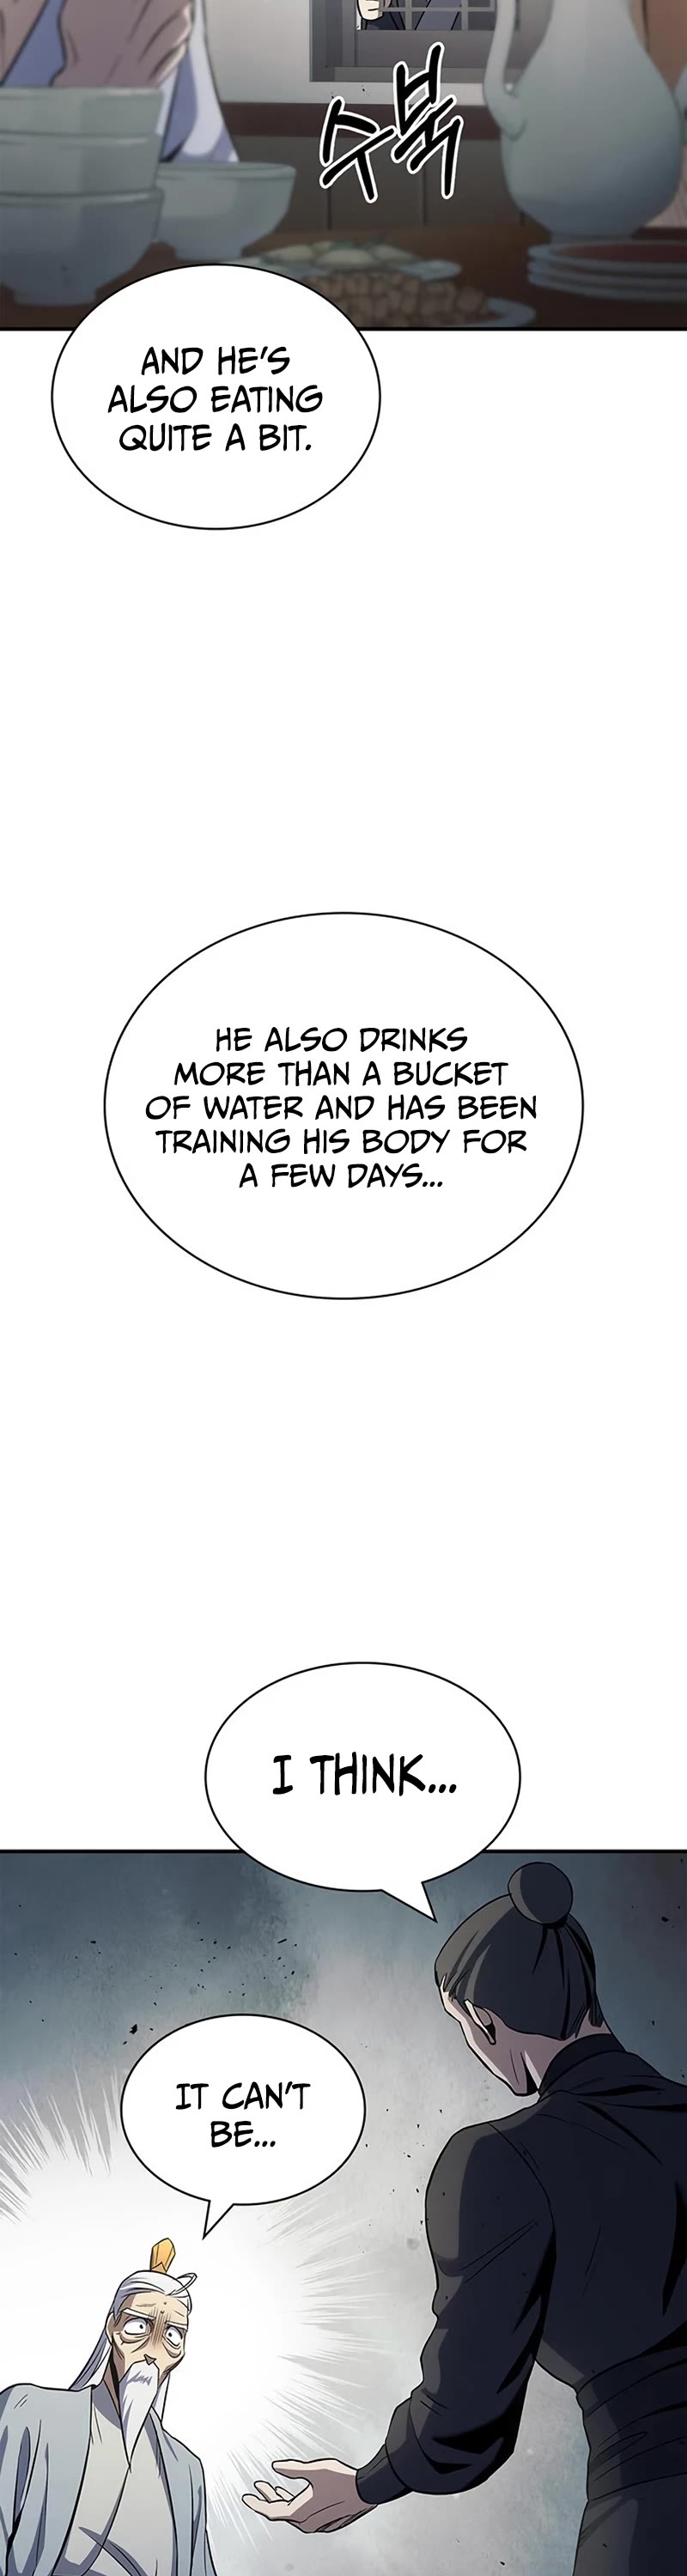 수북
AND HE'S
ALSO EATING
QUITE A BIT.
HE ALSO DRINKS
MORE THAN A BUCKET
OF WATER AND HAS BEEN
TRAINING HIS BODY FOR
A FEW DAYS...
I THINK...
IT CAN'T
BE...